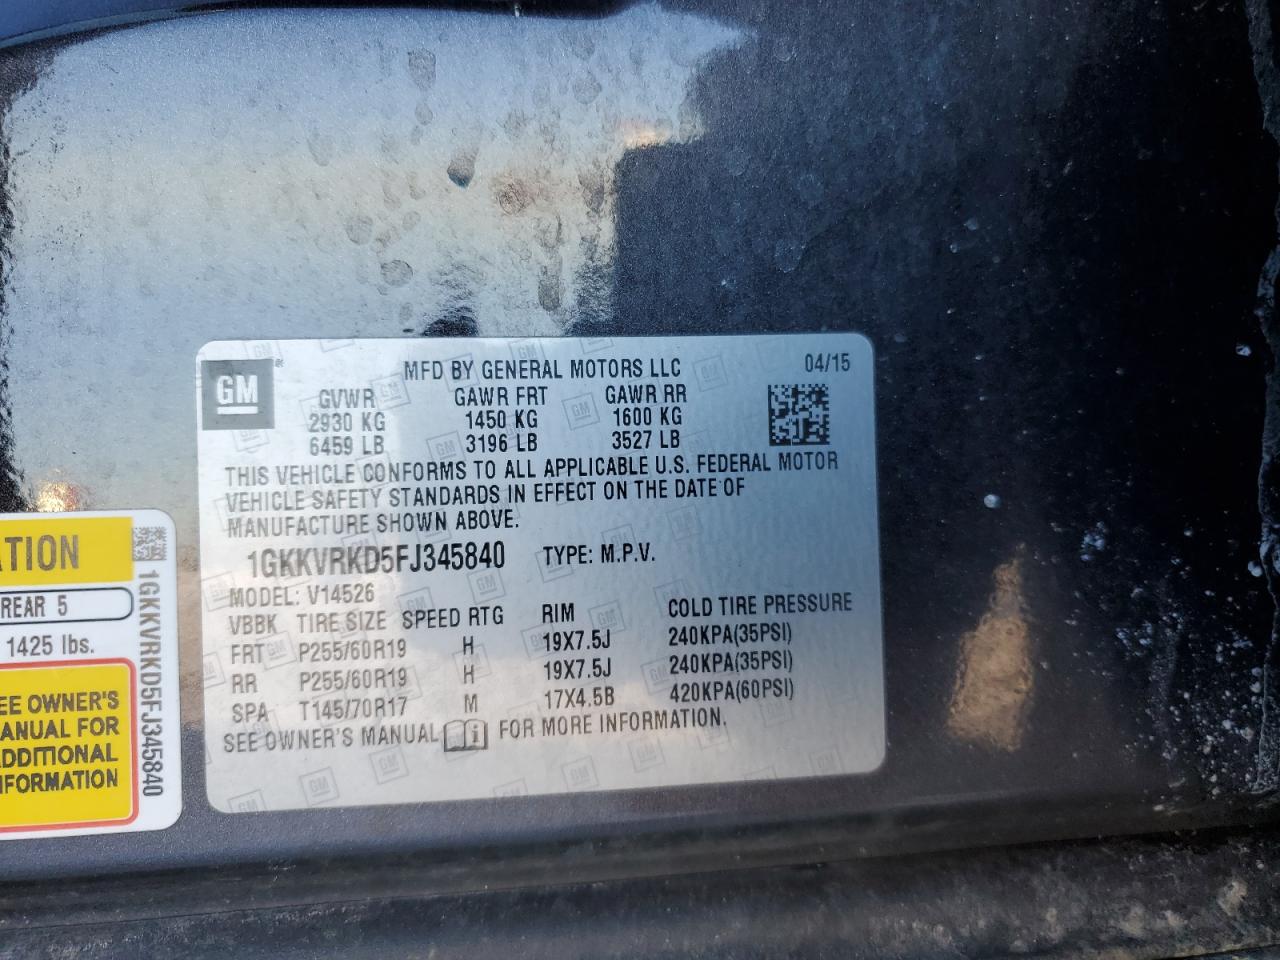 GM
MFD BY GENERAL MOTORS LLC 04/15
GVWR GAWR FRT GAWR RR
2930 KG 1450 KG 1600 KG
6459 LB 3196 LB 3527 LB
THIS VEHICLE CONFORMS TO ALL APPLICABLE U.S. FEDERAL MOTOR
VEHICLE SAFETY STANDARDS IN EFFECT ON THE DATE OF
MANUFACTURE SHOWN ABOVE.
1GKKVRKD5FJ345840 TYPE: M.P.V.
MODEL: V14526
VBBK TIRE SIZE SPEED RTG RIM COLD TIRE PRESSURE
FRT P255/60R19 H 19X7.5J 240KPA(35PSI)
RR P255/60R19 H 19X7.5J 240KPA(35PSI)
SPA T145/70R17 M 17X4.5B 420KPA(60PSI)
SEE OWNER'S MANUAL FOR MORE INFORMATION.
ATION
REAR 5
1425 lbs.
EE OWNER'S
ANUAL FOR
ADDITIONAL
NFORMATION
1GKKVRKD5FJ345840